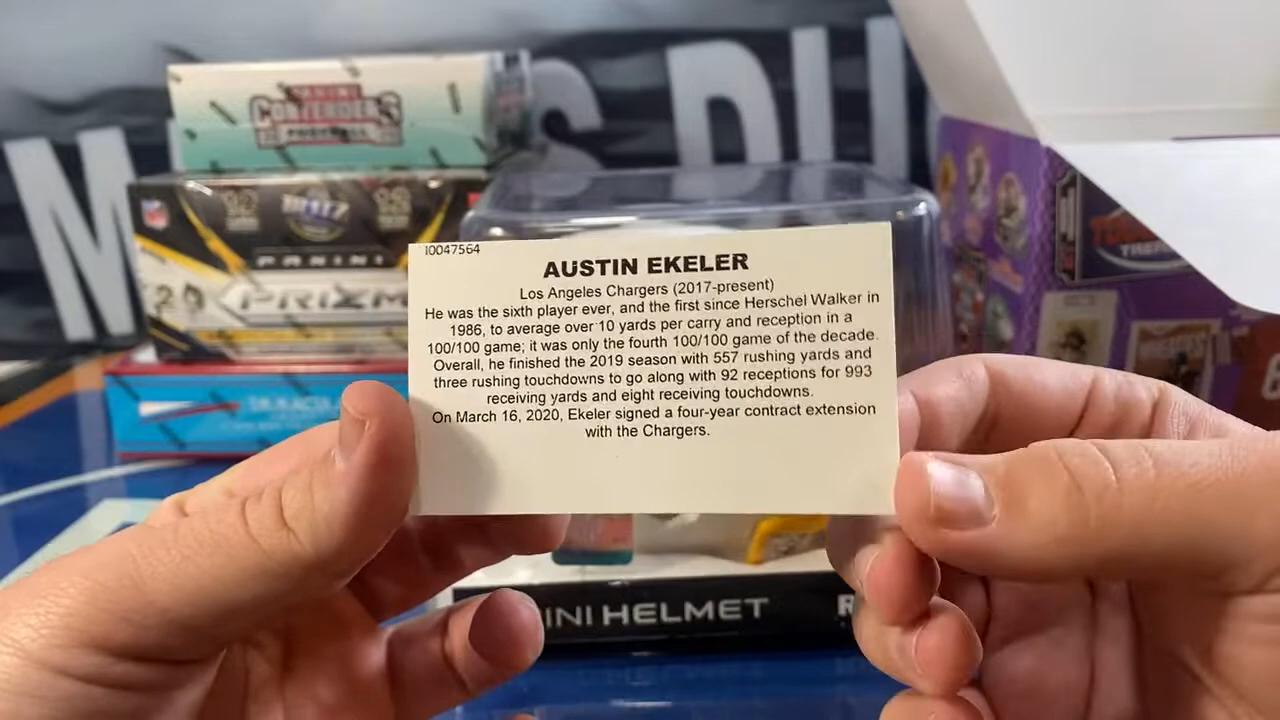 PANINI
CONTENDERS
FOOTBALL
PANINI
20
PRIZM
10047564
AUSTIN EKELER
Los Angeles Chargers (2017-present)
He was the sixth player ever, and the first since Herschel Walker in
1986, to average over 10 yards per carry and reception in a
100/100 game; it was only the fourth 100/100 game of the decade.
Overall, he finished the 2019 season with 557 rushing yards and
three rushing touchdowns to go along with 92 receptions for 993
receiving yards and eight receiving touchdowns.
On March 16, 2020, Ekeler signed a four-year contract extension
with the Chargers.
INI HELMET